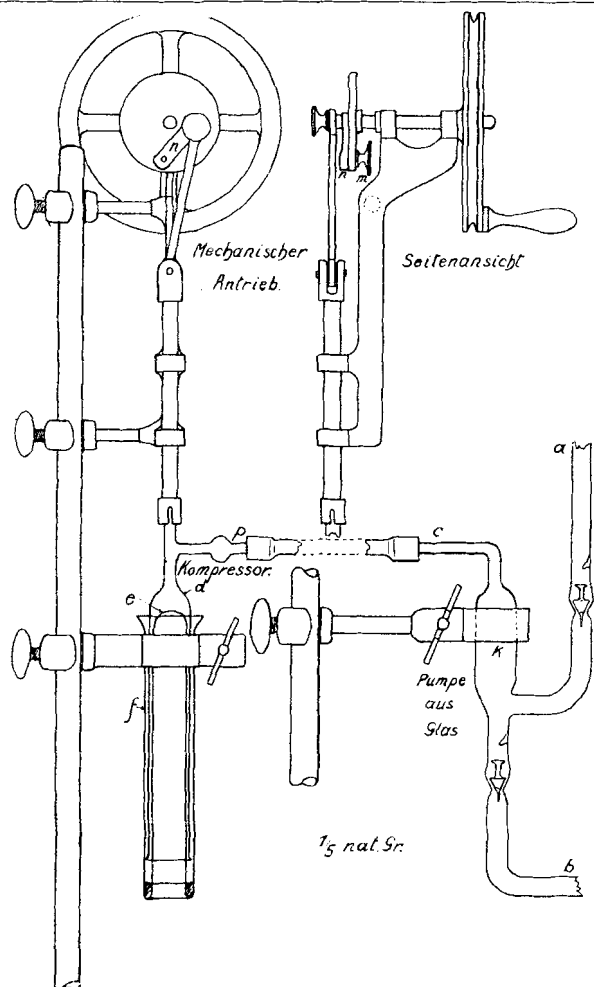 n
n
m
Mechanischer
Antrieb.
Seitenansicht
a
p
c
Kompressor.
d
e
k
f
Pumpe
aus
Glas
1/5 nat. Gr.
b